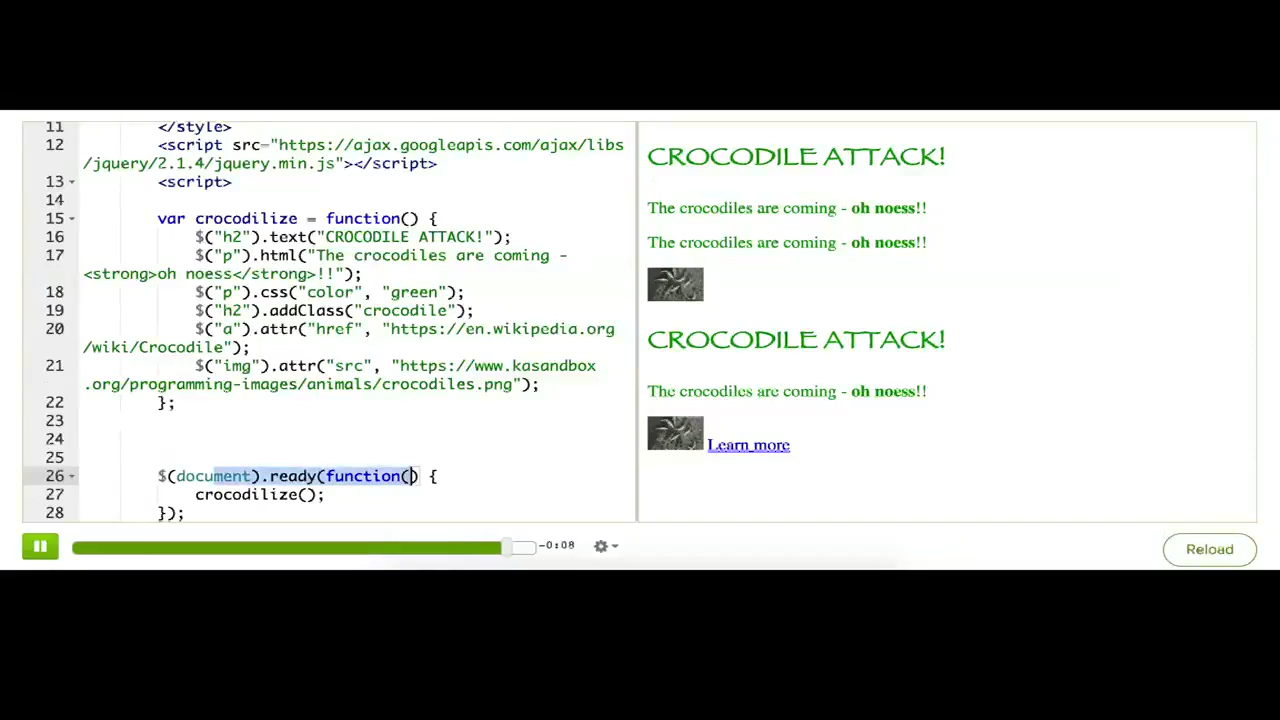 11 </style>
12 <script src="https://ajax.googleapis.com/ajax/libs
/jquery/2.1.4/jquery.min.js"></script>
13 <script>
14
15 var crocodilize = function() {
16 $("h2").text("CROCODILE ATTACK!");
17 $("p").html("The crocodiles are coming -
<strong>oh noess</strong>!!");
18 $("p").css("color", "green");
19 $("h2").addClass("crocodile");
20 $("a").attr("href", "https://en.wikipedia.org
/wiki/Crocodile");
21 $("img").attr("src", "https://www.kasandbox
.org/programming-images/animals/crocodiles.png");
22 };
23
24
25
26 $(document).ready(function() {
27 crocodilize();
28 });
CROCODILE ATTACK!
The crocodiles are coming - oh noess!!
The crocodiles are coming - oh noess!!
CROCODILE ATTACK!
The crocodiles are coming - oh noess!!
Learn more
-0:08
Reload